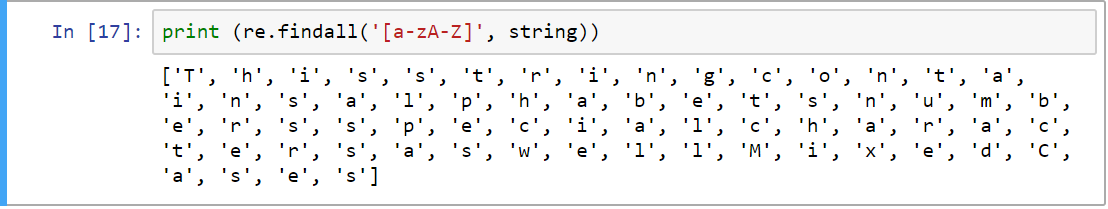 In [17]: print (re.findall('[a-zA-Z]', string))
['T', 'h', 'i', 's', 's', 't', 'r', 'i', 'n', 'g', 'c', 'o', 'n', 't', 'a',
'i', 'n', 's', 'a', 'l', 'p', 'h', 'a', 'b', 'e', 't', 's', 'n', 'u', 'm', 'b',
'e', 'r', 's', 's', 'p', 'e', 'c', 'i', 'a', 'l', 'c', 'h', 'a', 'r', 'a', 'c',
't', 'e', 'r', 's', 'a', 's', 'w', 'e', 'l', 'l', 'M', 'i', 'x', 'e', 'd', 'C',
'a', 's', 'e', 's']